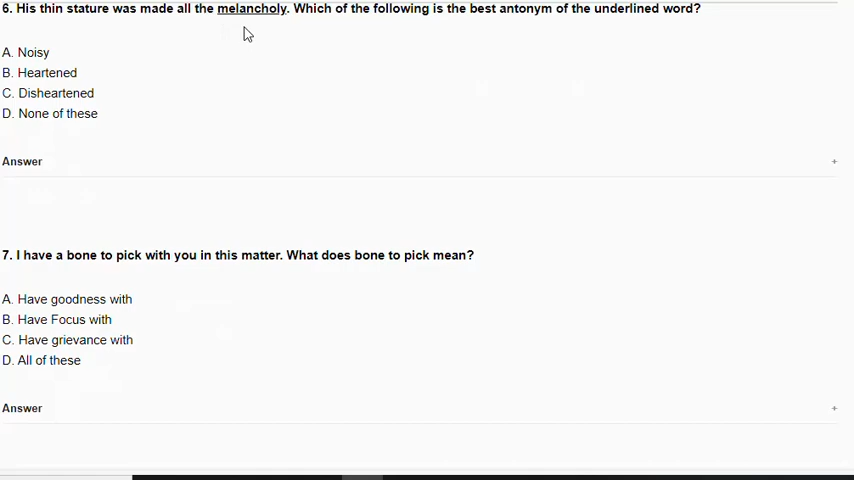 6. His thin stature was made all the melancholy. Which of the following is the best antonym of the underlined word?
A. Noisy
B. Heartened
C. Disheartened
D. None of these
Answer +
7. I have a bone to pick with you in this matter. What does bone to pick mean?
A. Have goodness with
B. Have Focus with
C. Have grievance with
D. All of these
Answer +